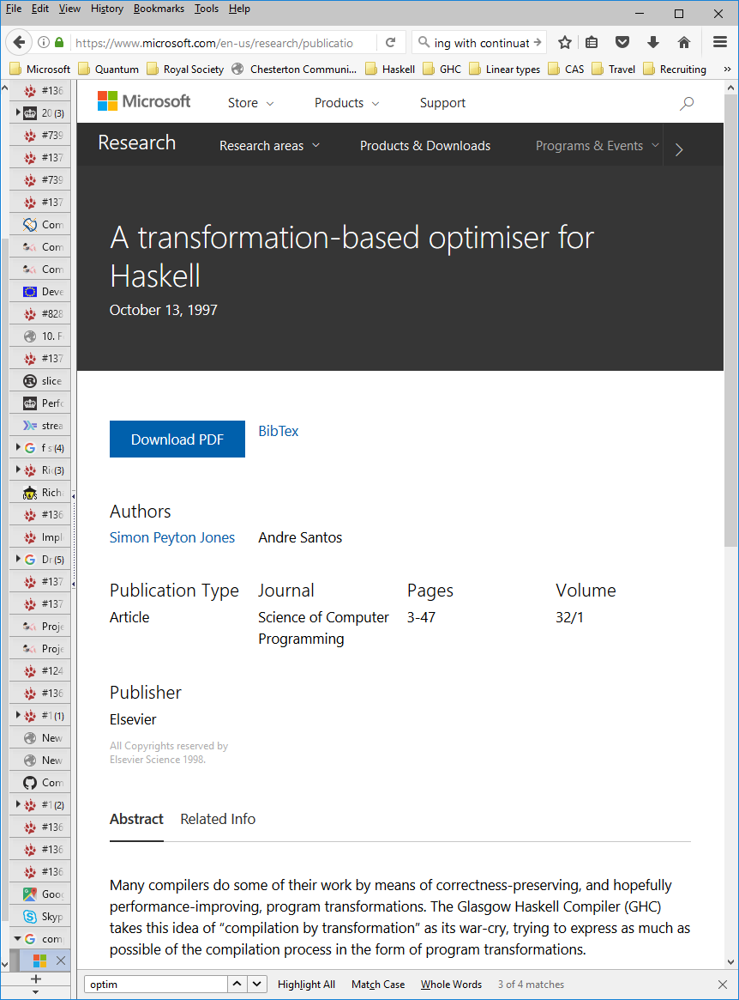 File Edit View History Bookmarks Tools Help
https://www.microsoft.com/en-us/research/publicatio
ing with continuat
Microsoft Quantum Royal Society Chesterton Communi... Haskell GHC Linear types CAS Travel Recruiting »
#136
20 (3)
#739
#137
#739
#137
Com
Com
Com
Deve
#828
10. F
#137
slice
Perfo
strea
f s (4)
Ri (3)
Rich
#136
Impl
Dr (5)
#137
#137
Proje
Proje
#124
#136
#1 (1)
New
New
Com
#1 (2)
#136
#136
#136
Goog
Skyp
com
Microsoft Store Products Support
Research Research areas Products & Downloads Programs & Events
A transformation-based optimiser for
Haskell
October 13, 1997
Download PDF BibTex
Authors
Simon Peyton Jones Andre Santos
Publication Type Journal Pages Volume
Article Science of Computer 3-47 32/1
Programming
Publisher
Elsevier
All Copyrights reserved by
Elsevier Science 1998.
Abstract Related Info
Many compilers do some of their work by means of correctness-preserving, and hopefully
performance-improving, program transformations. The Glasgow Haskell Compiler (GHC)
takes this idea of “compilation by transformation” as its war-cry, trying to express as much as
possible of the compilation process in the form of program transformations.
optim Highlight All Match Case Whole Words 3 of 4 matches